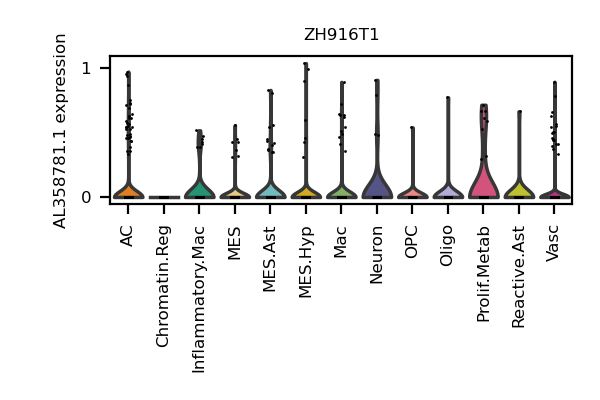 ZH916T1
AL358781.1 expression
1
0
AC
Chromatin.Reg
Inflammatory.Mac
MES
MES.Ast
MES.Hyp
Mac
Neuron
OPC
Oligo
Prolif.Metab
Reactive.Ast
Vasc